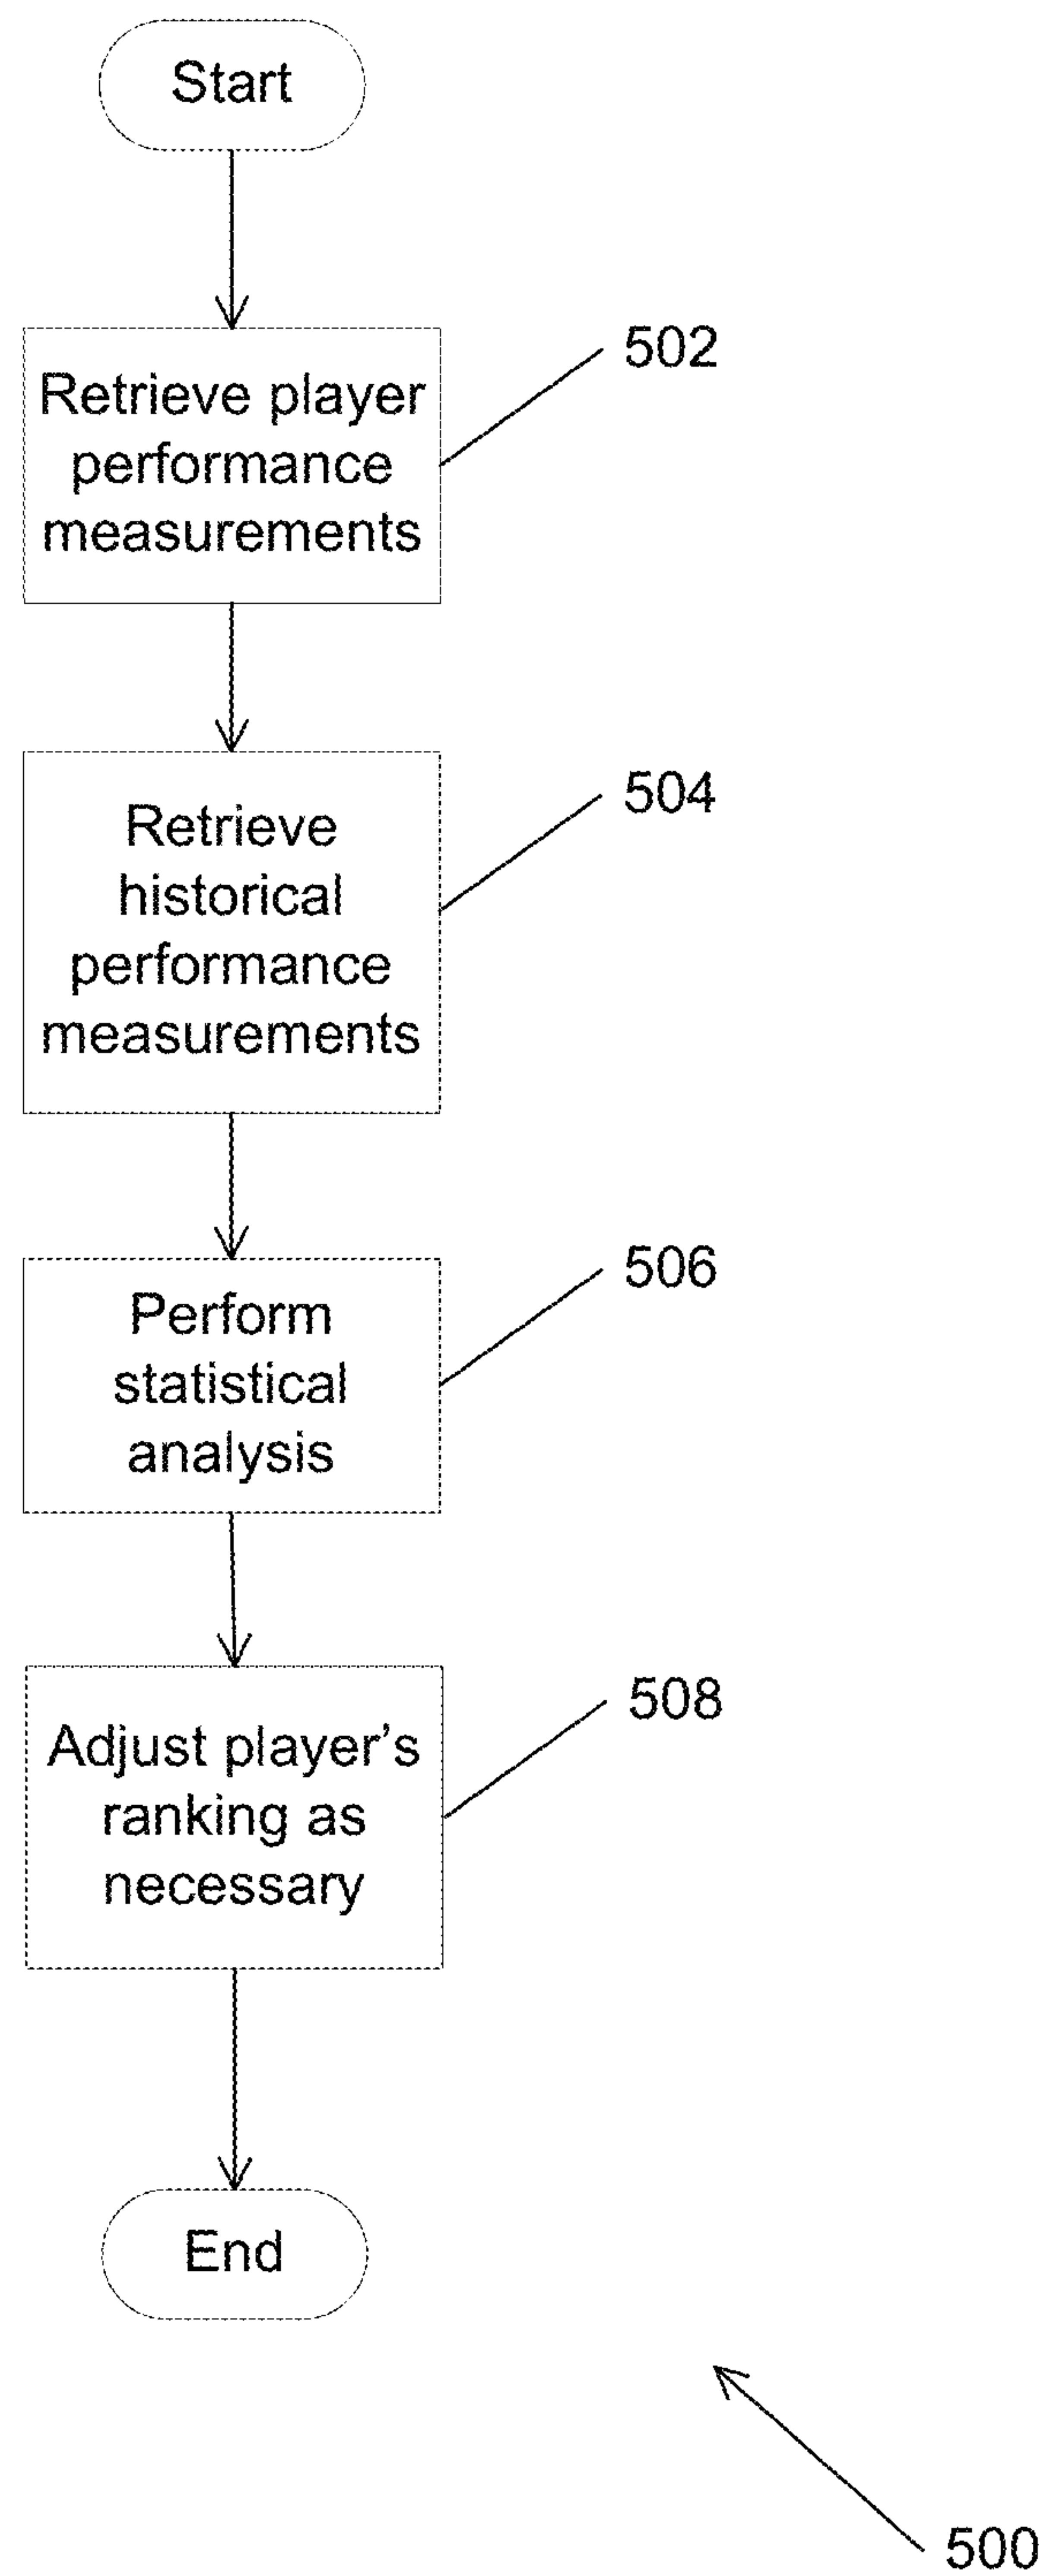 Start
Retrieve player
performance
measurements
502
Retrieve
historical
performance
measurements
504
Perform
statistical
analysis
506
Adjust player’s
ranking as
necessary
508
End
500